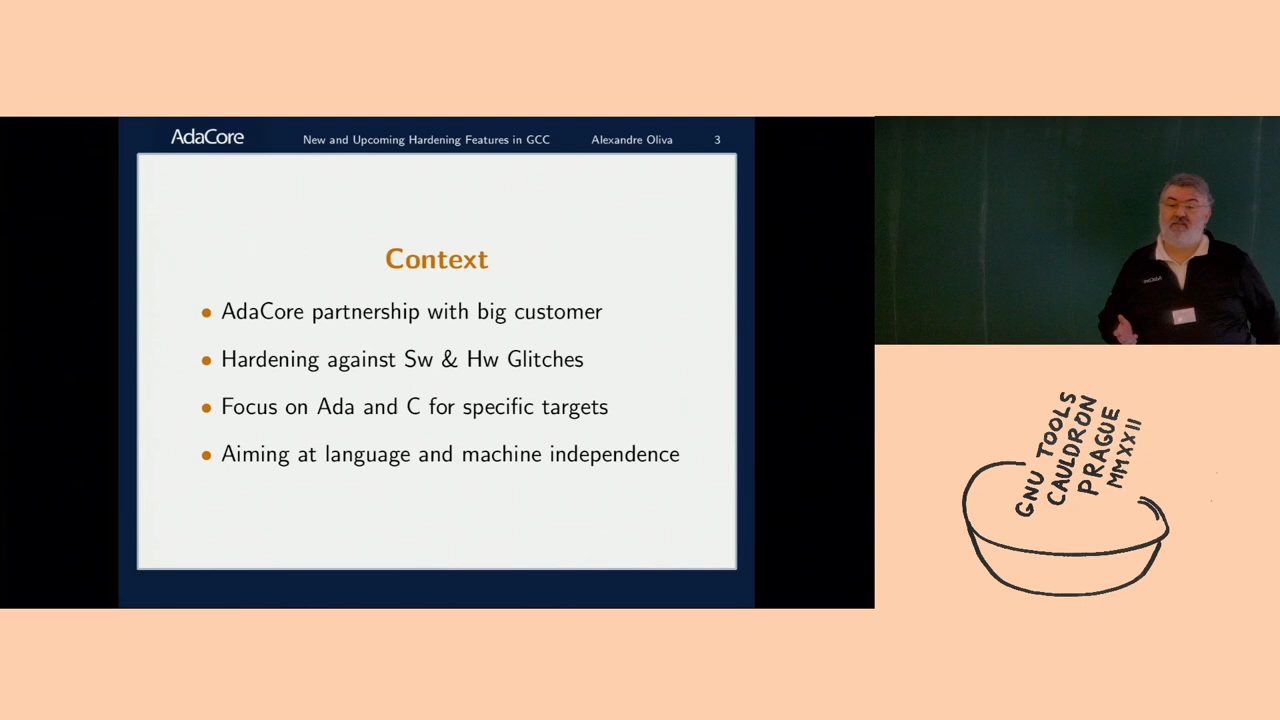 AdaCore New and Upcoming Hardening Features in GCC Alexandre Oliva 3
Context
• AdaCore partnership with big customer
• Hardening against Sw & Hw Glitches
• Focus on Ada and C for specific targets
• Aiming at language and machine independence
AdaCore
GNU TOOLS
CAULDRON
PRAGUE
MMXXII